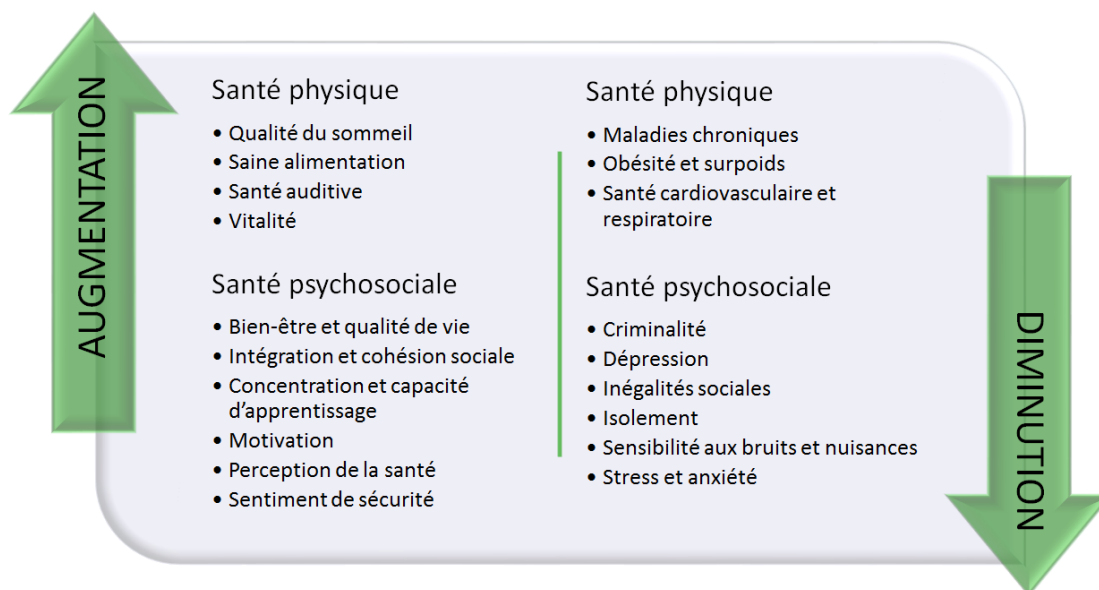 AUGMENTATION
Santé physique
• Qualité du sommeil
• Saine alimentation
• Santé auditive
• Vitalité
Santé psychosociale
• Bien-être et qualité de vie
• Intégration et cohésion sociale
• Concentration et capacité
d’apprentissage
• Motivation
• Perception de la santé
• Sentiment de sécurité
Santé physique
• Maladies chroniques
• Obésité et surpoids
• Santé cardiovasculaire et
respiratoire
Santé psychosociale
• Criminalité
• Dépression
• Inégalités sociales
• Isolement
• Sensibilité aux bruits et nuisances
• Stress et anxiété
DIMINUTION